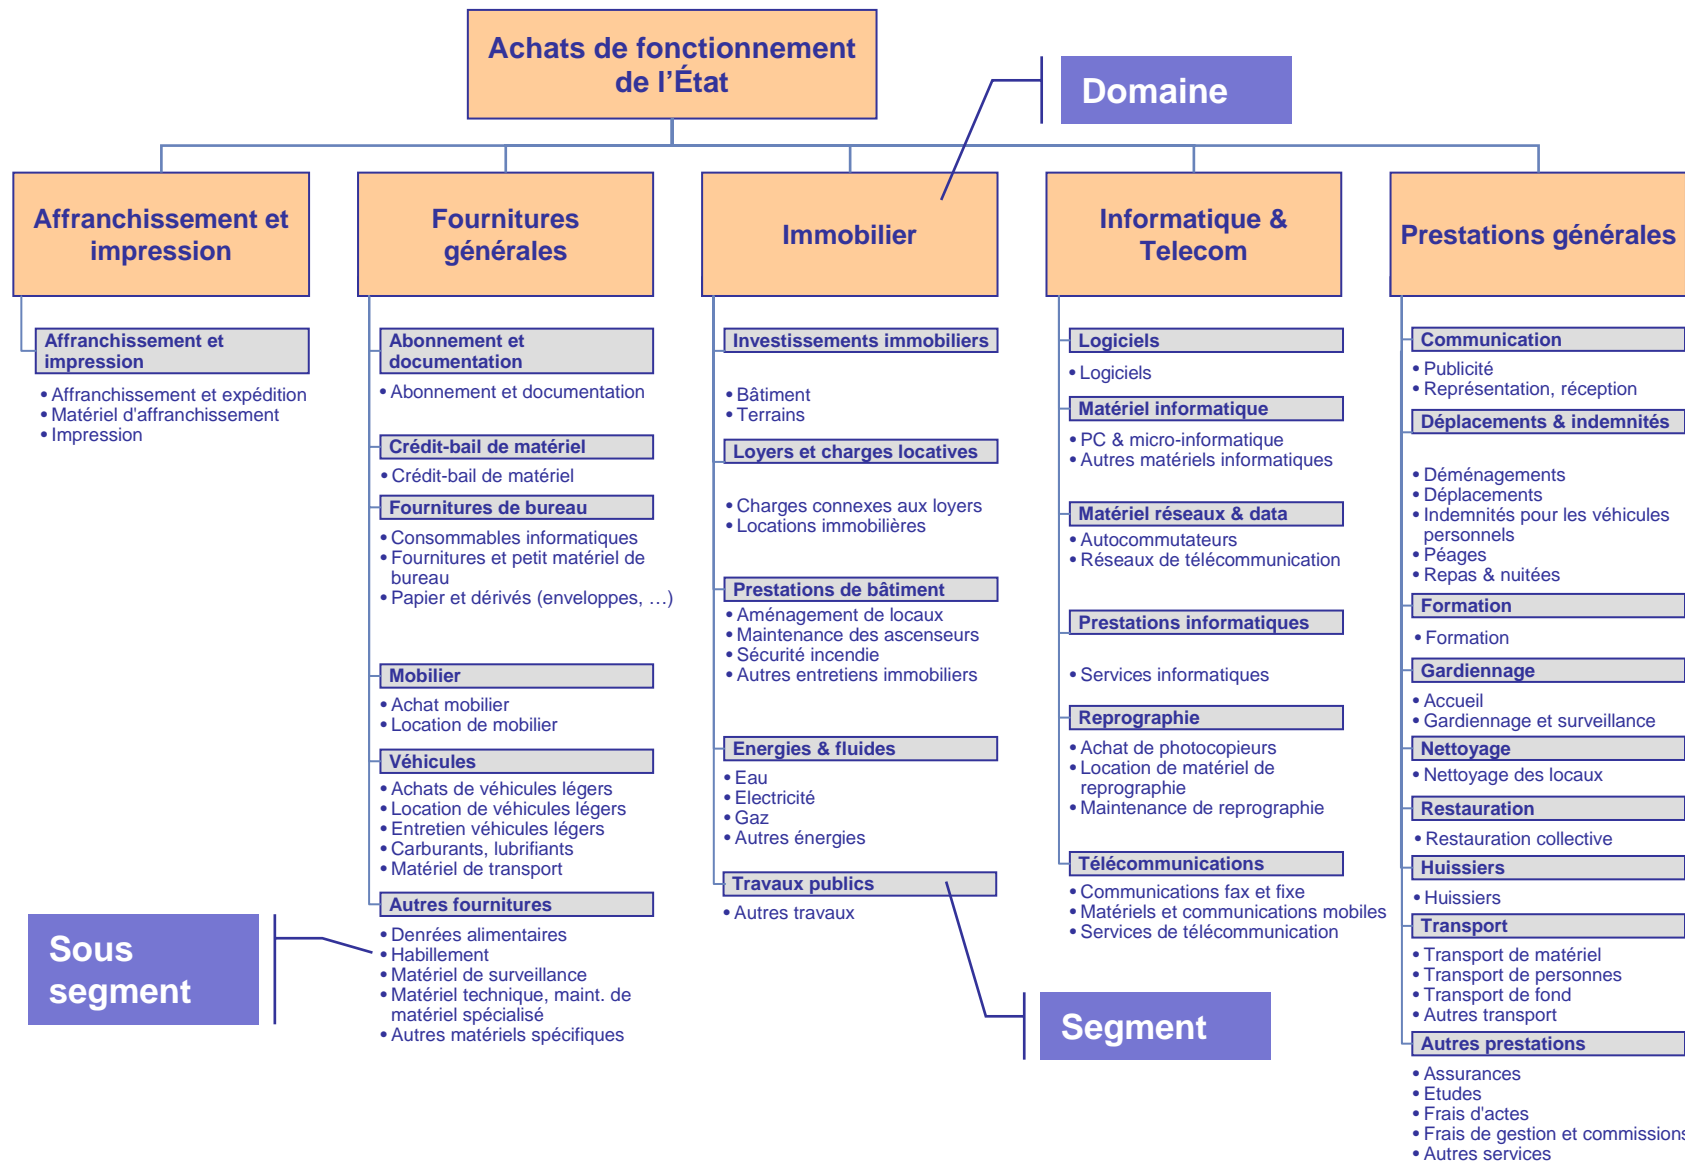 Achats de fonctionnement
de l’État
Domaine
Affranchissement et
impression
Affranchissement et
impression
• Affranchissement et expédition
• Matériel d'affranchissement
• Impression
Fournitures
générales
Abonnement et
documentation
• Abonnement et documentation
Crédit-bail de matériel
• Crédit-bail de matériel
Fournitures de bureau
• Consommables informatiques
• Fournitures et petit matériel de
bureau
• Papier et dérivés (enveloppes, …)
Mobilier
• Achat mobilier
• Location de mobilier
Véhicules
• Achats de véhicules légers
• Location de véhicules légers
• Entretien véhicules légers
• Carburants, lubrifiants
• Matériel de transport
Autres fournitures
• Denrées alimentaires
• Habillement
• Matériel de surveillance
• Matériel technique, maint. de
matériel spécialisé
• Autres matériels spécifiques
Sous
segment
Immobilier
Investissements immobiliers
• Bâtiment
• Terrains
Loyers et charges locatives
• Charges connexes aux loyers
• Locations immobilières
Prestations de bâtiment
• Aménagement de locaux
• Maintenance des ascenseurs
• Sécurité incendie
• Autres entretiens immobiliers
Energies & fluides
• Eau
• Electricité
• Gaz
• Autres énergies
Travaux publics
• Autres travaux
Segment
Informatique &
Telecom
Logiciels
• Logiciels
Matériel informatique
• PC & micro-informatique
• Autres matériels informatiques
Matériel réseaux & data
• Autocommutateurs
• Réseaux de télécommunication
Prestations informatiques
• Services informatiques
Reprographie
• Achat de photocopieurs
• Location de matériel de
reprographie
• Maintenance de reprographie
Télécommunications
• Communications fax et fixe
• Matériels et communications mobiles
• Services de télécommunication
Prestations générales
Communication
• Publicité
• Représentation, réception
Déplacements & indemnités
• Déménagements
• Déplacements
• Indemnités pour les véhicules
personnels
• Péages
• Repas & nuitées
Formation
• Formation
Gardiennage
• Accueil
• Gardiennage et surveillance
Nettoyage
• Nettoyage des locaux
Restauration
• Restauration collective
Huissiers
• Huissiers
Transport
• Transport de matériel
• Transport de personnes
• Transport de fond
• Autres transport
Autres prestations
• Assurances
• Etudes
• Frais d'actes
• Frais de gestion et commissions
• Autres services